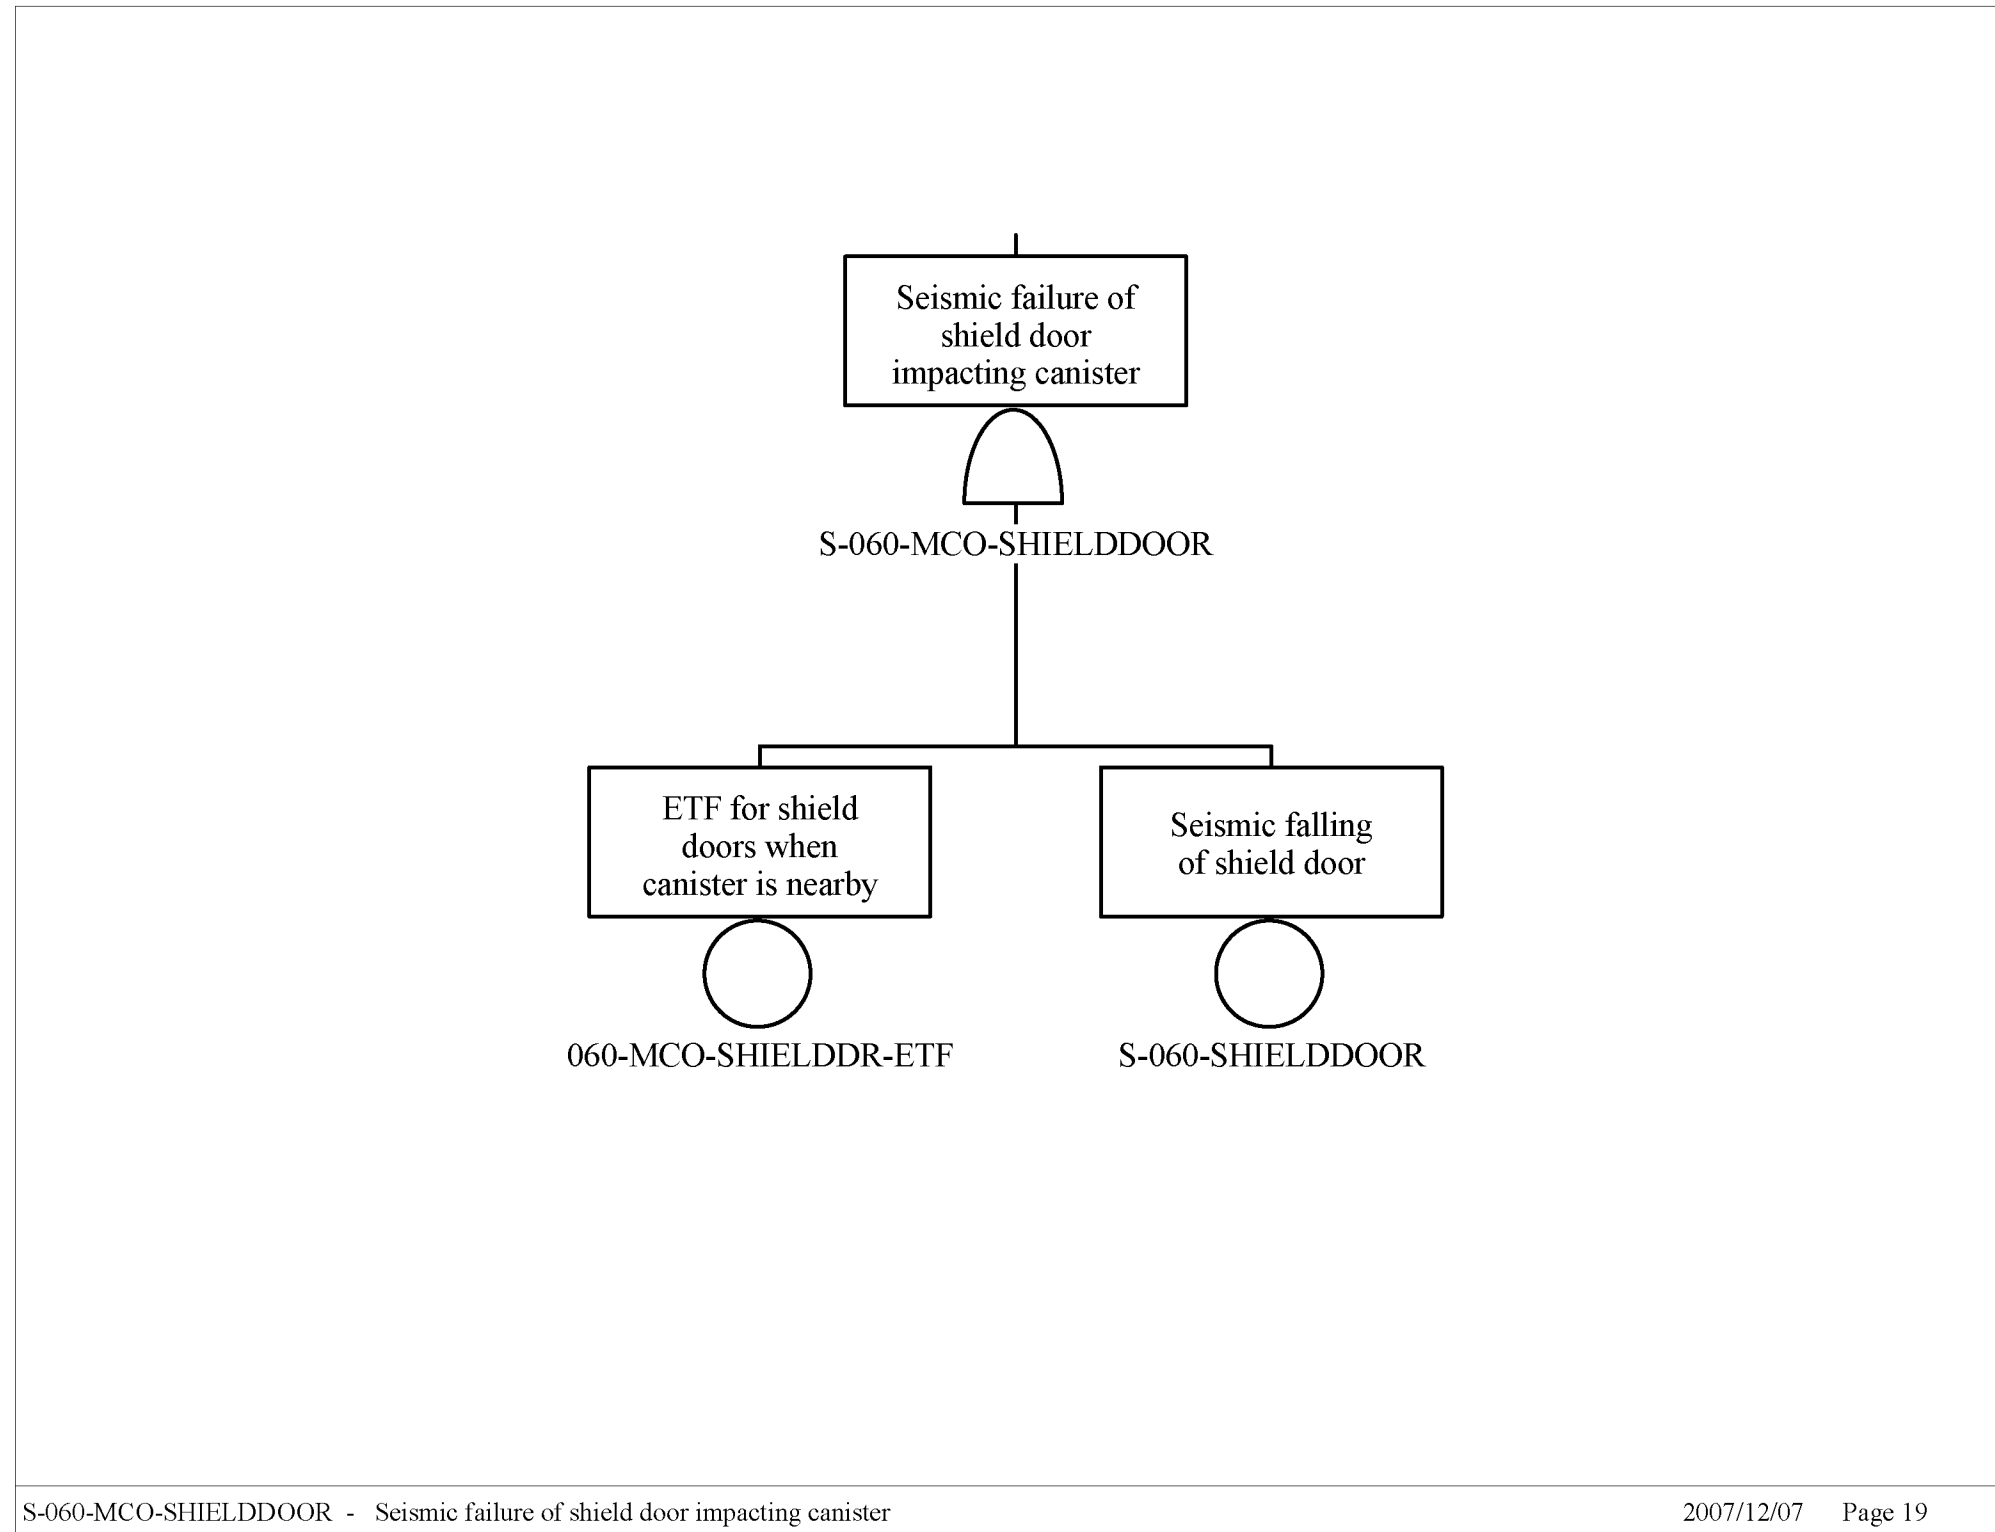 Seismic failure of
shield door
impacting canister
S-060-MCO-SHIELDDOOR
ETF for shield
doors when
canister is nearby
Seismic falling
of shield door
060-MCO-SHIELDDR-ETF
S-060-SHIELDDOOR
S-060-MCO-SHIELDDOOR - Seismic failure of shield door impacting canister
2007/12/07 Page 19